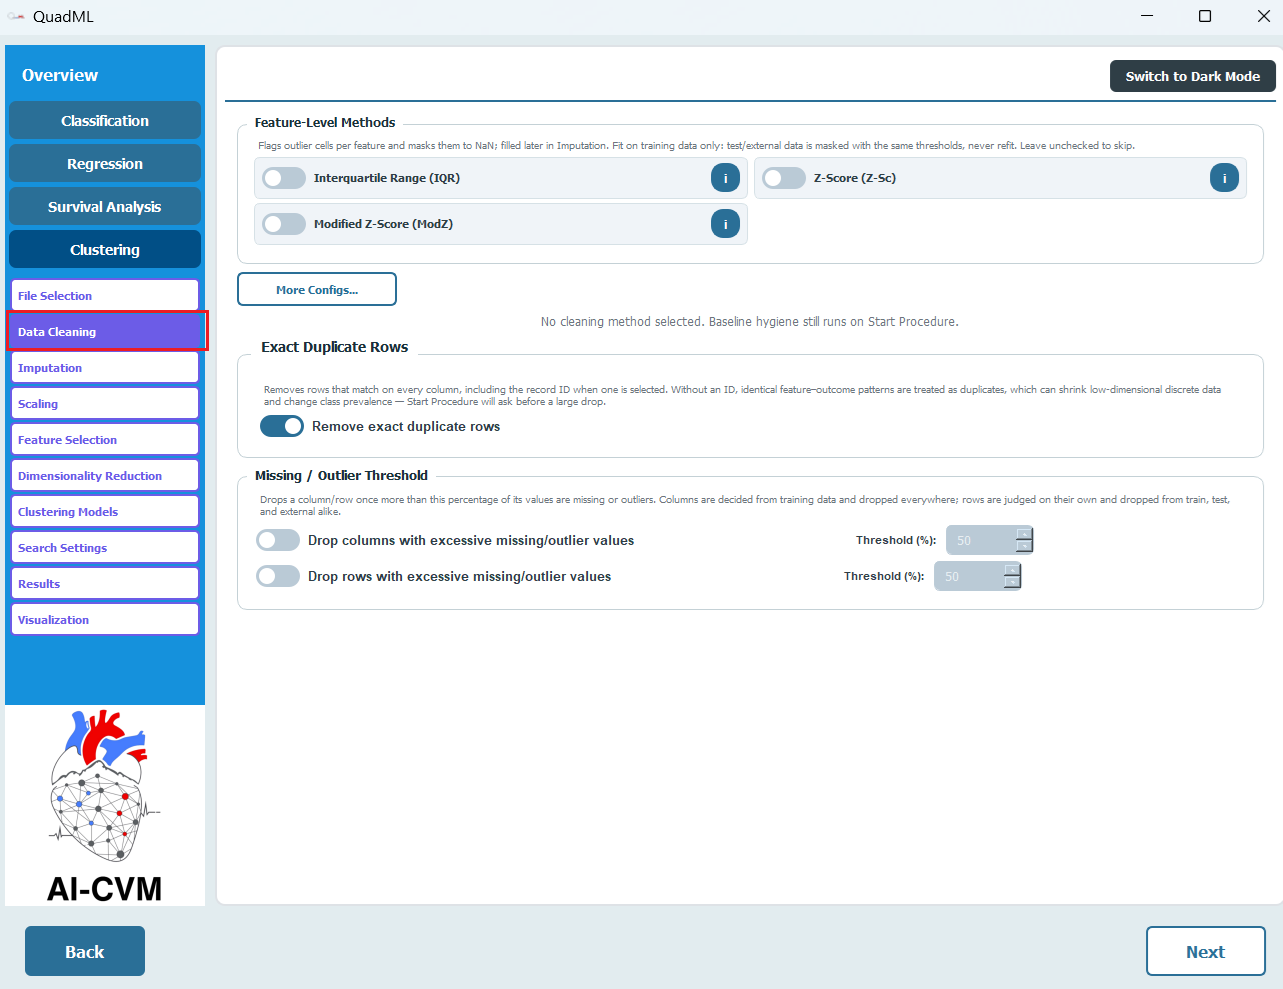 QuadML
Overview
Classification
Regression
Survival Analysis
Clustering
File Selection
Data Cleaning
Imputation
Scaling
Feature Selection
Dimensionality Reduction
Clustering Models
Search Settings
Results
Visualization
AI-CVM
Switch to Dark Mode
Feature-Level Methods
Flags outlier cells per feature and masks them to NaN; filled later in Imputation. Fit on training data only: test/external data is masked with the same thresholds, never refit. Leave unchecked to skip.
Interquartile Range (IQR) i
Z-Score (Z-Sc) i
Modified Z-Score (ModZ) i
More Configs...
No cleaning method selected. Baseline hygiene still runs on Start Procedure.
Exact Duplicate Rows
Removes rows that match on every column, including the record ID when one is selected. Without an ID, identical feature–outcome patterns are treated as duplicates, which can shrink low-dimensional discrete data
and change class prevalence — Start Procedure will ask before a large drop.
Remove exact duplicate rows
Missing / Outlier Threshold
Drops a column/row once more than this percentage of its values are missing or outliers. Columns are decided from training data and dropped everywhere; rows are judged on their own and dropped from train, test,
and external alike.
Drop columns with excessive missing/outlier values Threshold (%): 50
Drop rows with excessive missing/outlier values Threshold (%): 50
Back
Next